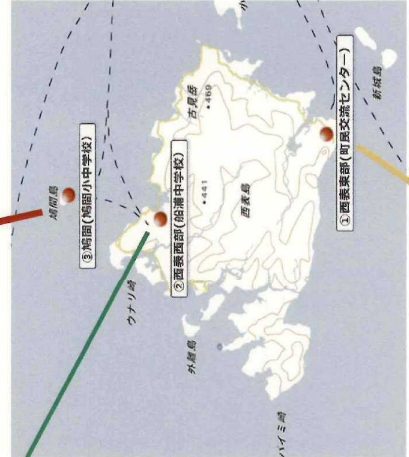 鳩間島
③鳩間(鳩間小中学校)
ウナリ崎
②西表西部(船浦中学校)
古見岳
・469
・441
西表島
外離島
①西表東部(町民交流センター)
新城島
パイミ崎
小